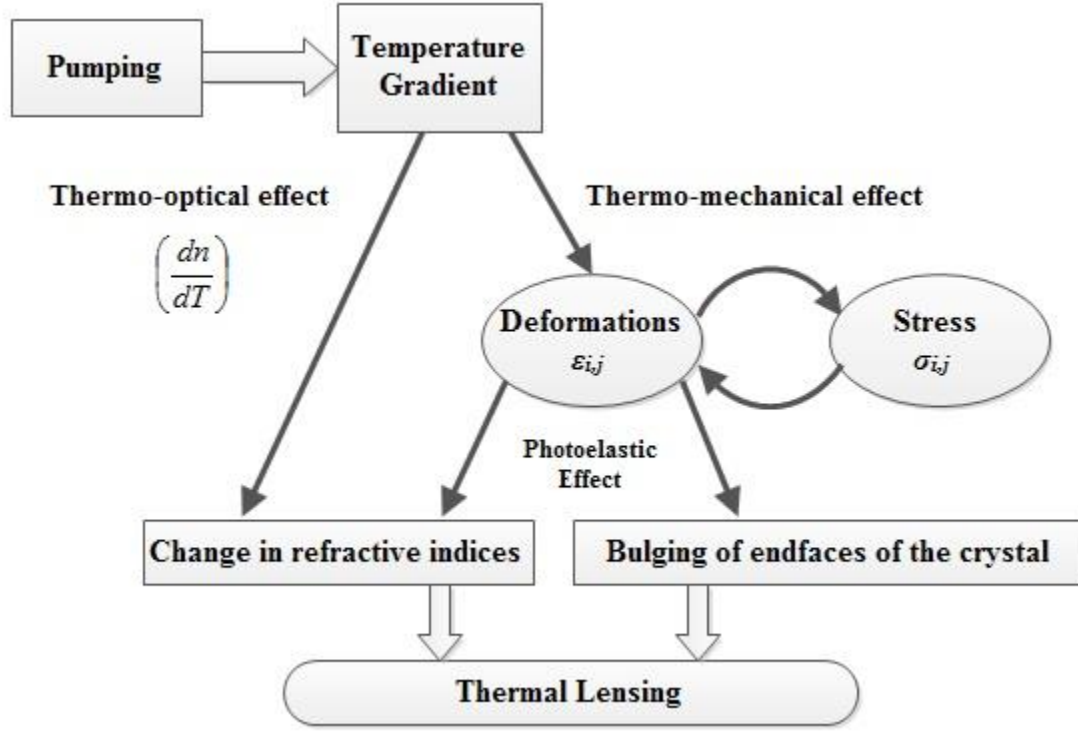 Pumping
Temperature
Gradient
Thermo-optical effect
(dn/dT)
Thermo-mechanical effect
Deformations
εi,j
Stress
σi,j
Photoelastic
Effect
Change in refractive indices
Bulging of endfaces of the crystal
Thermal Lensing